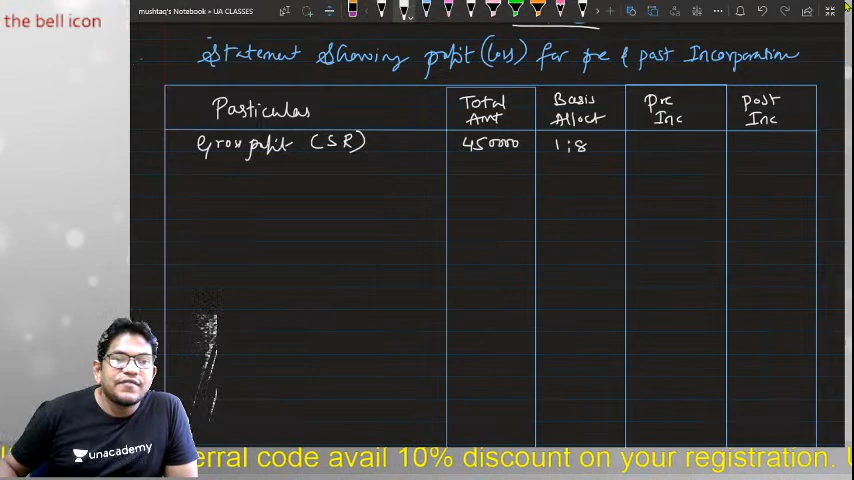 mushtaq's Notebook » UA CLASSES
the bell icon
Statement Showing profit (loss) for pre & post Incorporation
Particulas Total Amt Basis Alloct Pre Inc post Inc
Gross profit (SR) 450000 1:8
unacademy
erral code avail 10% discount on your registration. U